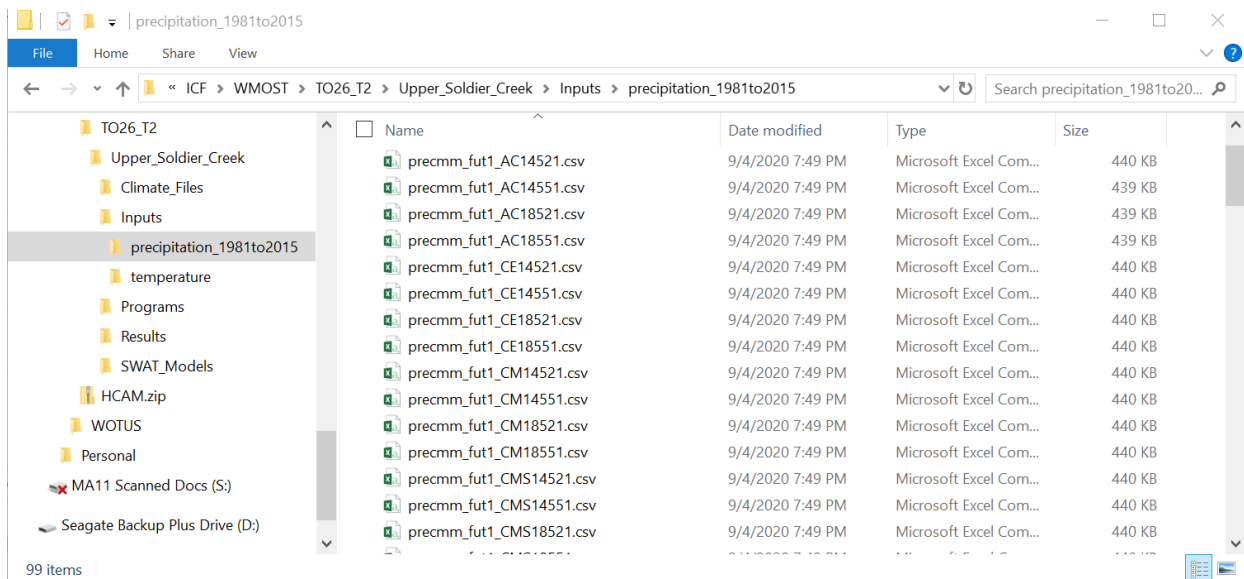 precipitation_1981to2015
File Home Share View
« ICF > WMOST > TO26_T2 > Upper_Soldier_Creek > Inputs > precipitation_1981to2015 Search precipitation_1981to20...
TO26_T2
Upper_Soldier_Creek
Climate_Files
Inputs
precipitation_1981to2015
temperature
Programs
Results
SWAT_Models
HCAM.zip
WOTUS
Personal
MA11 Scanned Docs (S:)
Seagate Backup Plus Drive (D:)
Name Date modified Type Size
precmm_fut1_AC14521.csv 9/4/2020 7:49 PM Microsoft Excel Com... 440 KB
precmm_fut1_AC14551.csv 9/4/2020 7:49 PM Microsoft Excel Com... 439 KB
precmm_fut1_AC18521.csv 9/4/2020 7:49 PM Microsoft Excel Com... 439 KB
precmm_fut1_AC18551.csv 9/4/2020 7:49 PM Microsoft Excel Com... 439 KB
precmm_fut1_CE14521.csv 9/4/2020 7:49 PM Microsoft Excel Com... 440 KB
precmm_fut1_CE14551.csv 9/4/2020 7:49 PM Microsoft Excel Com... 440 KB
precmm_fut1_CE18521.csv 9/4/2020 7:49 PM Microsoft Excel Com... 440 KB
precmm_fut1_CE18551.csv 9/4/2020 7:49 PM Microsoft Excel Com... 440 KB
precmm_fut1_CM14521.csv 9/4/2020 7:49 PM Microsoft Excel Com... 440 KB
precmm_fut1_CM14551.csv 9/4/2020 7:49 PM Microsoft Excel Com... 440 KB
precmm_fut1_CM18521.csv 9/4/2020 7:49 PM Microsoft Excel Com... 440 KB
precmm_fut1_CM18551.csv 9/4/2020 7:49 PM Microsoft Excel Com... 440 KB
precmm_fut1_CMS14521.csv 9/4/2020 7:49 PM Microsoft Excel Com... 440 KB
precmm_fut1_CMS14551.csv 9/4/2020 7:49 PM Microsoft Excel Com... 440 KB
precmm_fut1_CMS18521.csv 9/4/2020 7:49 PM Microsoft Excel Com... 440 KB
99 items